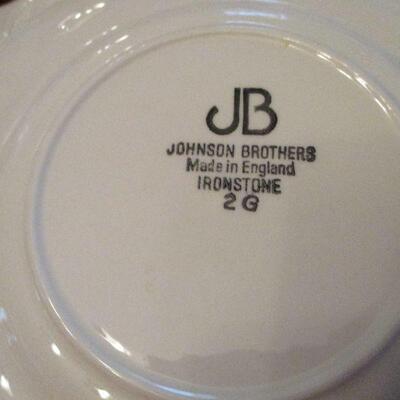 JB
JOHNSON BROTHERS
Made in England
IRONSTONE
2 G